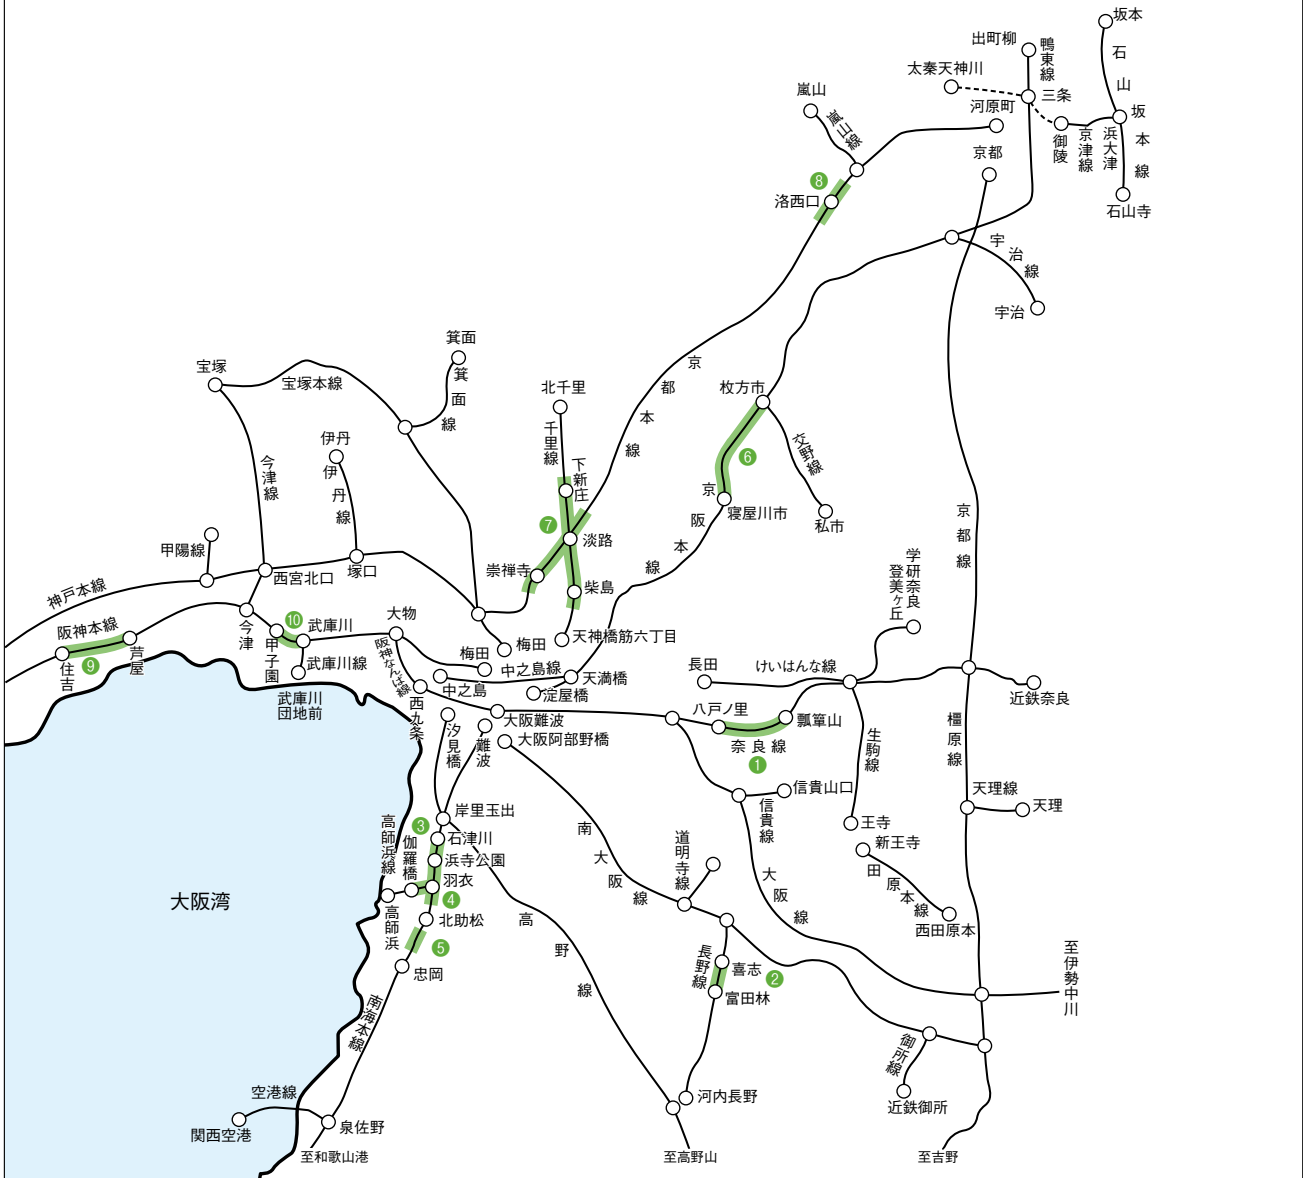 坂本
石山坂本線
出町柳
鴨東線
太秦天神川
三条
河原町
御陵
京津線
浜大津
石山寺
嵐山
嵐山線
京都
8
洛西口
宇治線
宇治
箕面
箕面線
宝塚
宝塚本線
北千里
千里線
京都本線
枚方市
6
交野線
伊丹
伊丹線
今津線
下新庄
京阪本線
寝屋川市
私市
京都線
7
淡路
甲陽線
西宮北口
塚口
崇禅寺
柴島
学研奈良
登美ヶ丘
神戸本線
阪神本線
9
住吉
芦屋
今津
10
甲子園
武庫川
武庫川線
武庫川
団地前
大物
阪神なんば線
梅田
梅田
天神橋筋六丁目
中之島線
中之島
天満橋
淀屋橋
長田
けいはんな線
近鉄奈良
西九条
汐見橋
難波
大阪難波
大阪阿部野橋
八戸ノ里
瓢箪山
奈良線
1
生駒線
橿原線
信貴山口
信貴線
天理線
天理
王寺
新王寺
田原本線
西田原本
岸里玉出
3
石津川
高師浜線
伽羅橋
浜寺公園
羽衣
4
高師浜
北助松
5
忠岡
大阪湾
南大阪線
道明寺線
大阪線
高野線
長野線
喜志
2
富田林
至伊勢中川
南海本線
御所線
近鉄御所
河内長野
空港線
関西空港
泉佐野
至和歌山港
至高野山
至吉野